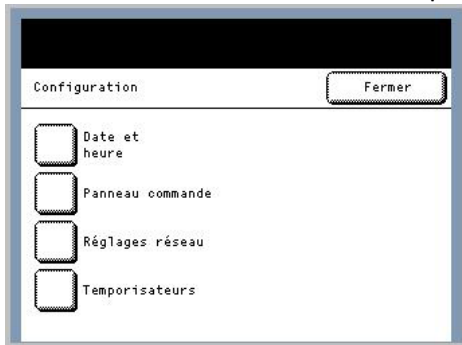 Configuration
Fermer
Date et
heure
Panneau commande
Réglages réseau
Temporisateurs